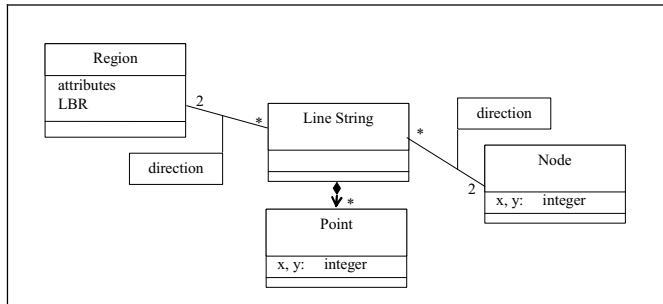 Region
attributes
LBR
2
*
Line String
direction
*
direction
2
Node
x, y: integer
*
Point
x, y: integer